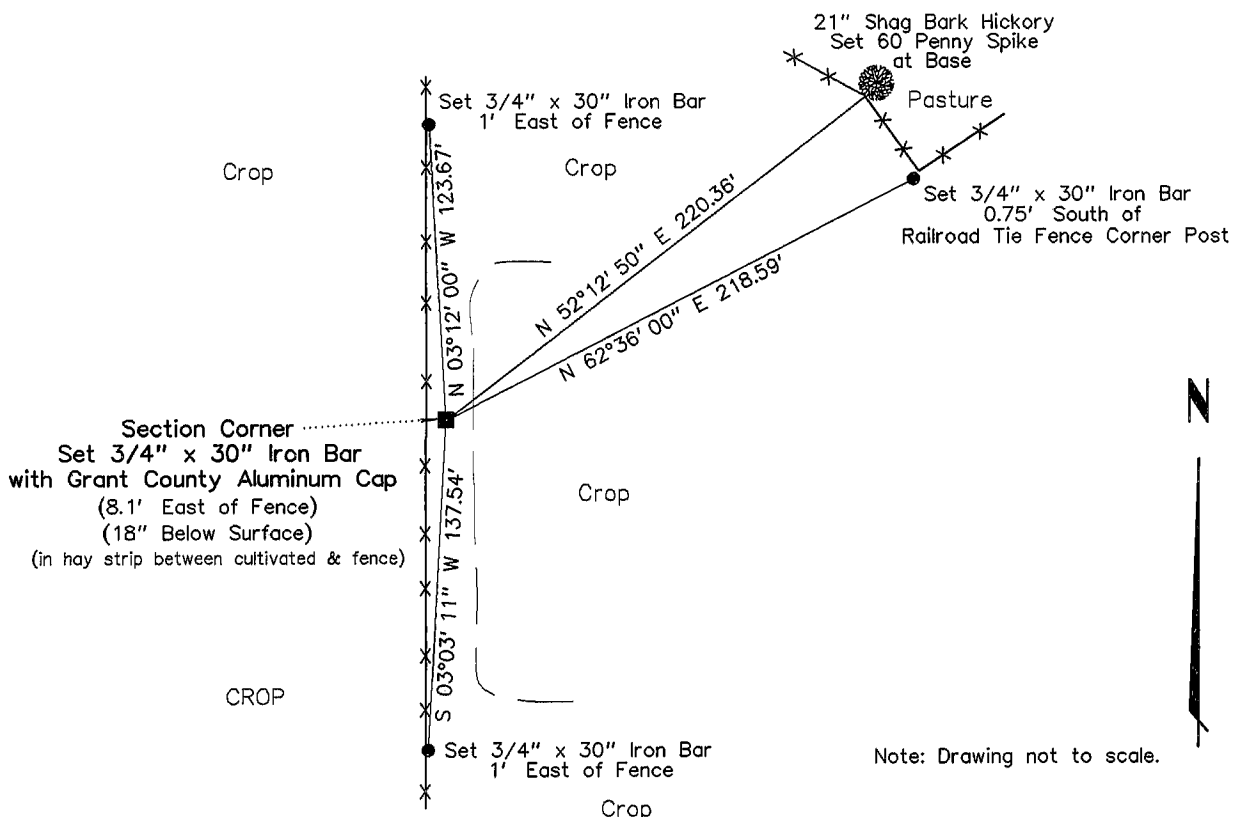 21" Shag Bark Hickory
Set 60 Penny Spike
at Base
Pasture
Set 3/4" x 30" Iron Bar
1' East of Fence
Crop
Crop
N 03°12' 00" W 123.67'
N 52°12' 50" E 220.36'
N 62°36' 00" E 218.59'
Set 3/4" x 30" Iron Bar
0.75' South of
Railroad Tie Fence Corner Post
N
Section Corner
Set 3/4" x 30" Iron Bar
with Grant County Aluminum Cap
(8.1' East of Fence)
(18" Below Surface)
(in hay strip between cultivated & fence)
Crop
S 03°03' 11" W 137.54'
CROP
Set 3/4" x 30" Iron Bar
1' East of Fence
Crop
Note: Drawing not to scale.